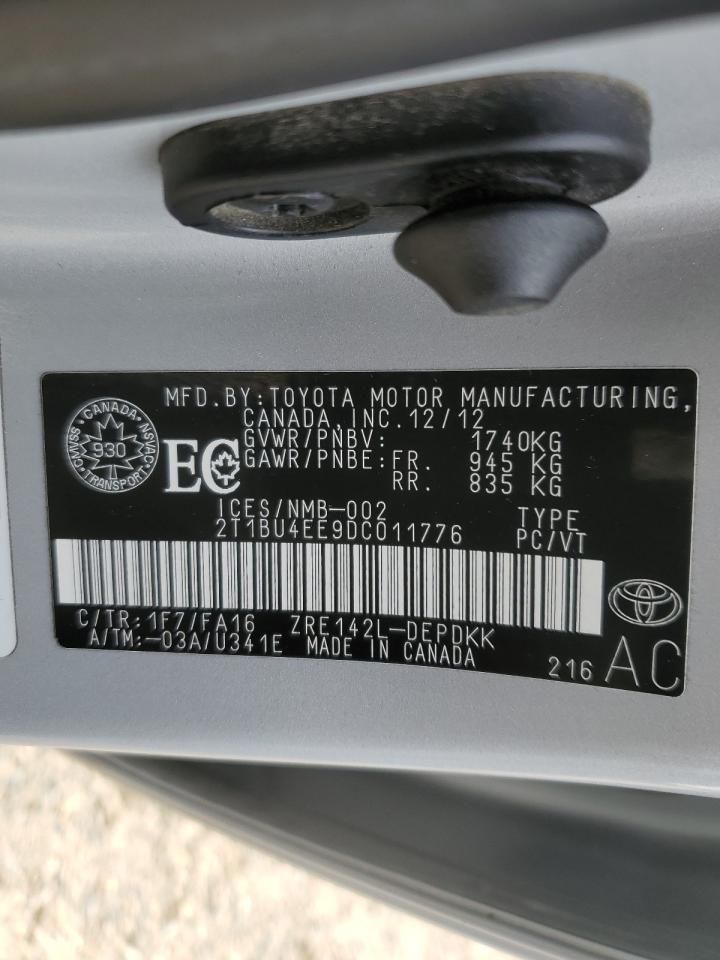 MFD.BY:TOYOTA MOTOR MANUFACTURING,
CANADA,INC.12/12
GVWR/PNBV: 1740KG
GAWR/PNBE:FR. 945 KG
RR. 835 KG
CANADA
CMVSS 930 NSVAC
TRANSPORT
EC
ICES/NMB-002 TYPE
2T1BU4EE9DC011776 PC/VT
C/TR:1F7/FA16 ZRE142L-DEPDKK
A/TM:-03A/U341E MADE IN CANADA
216 AC